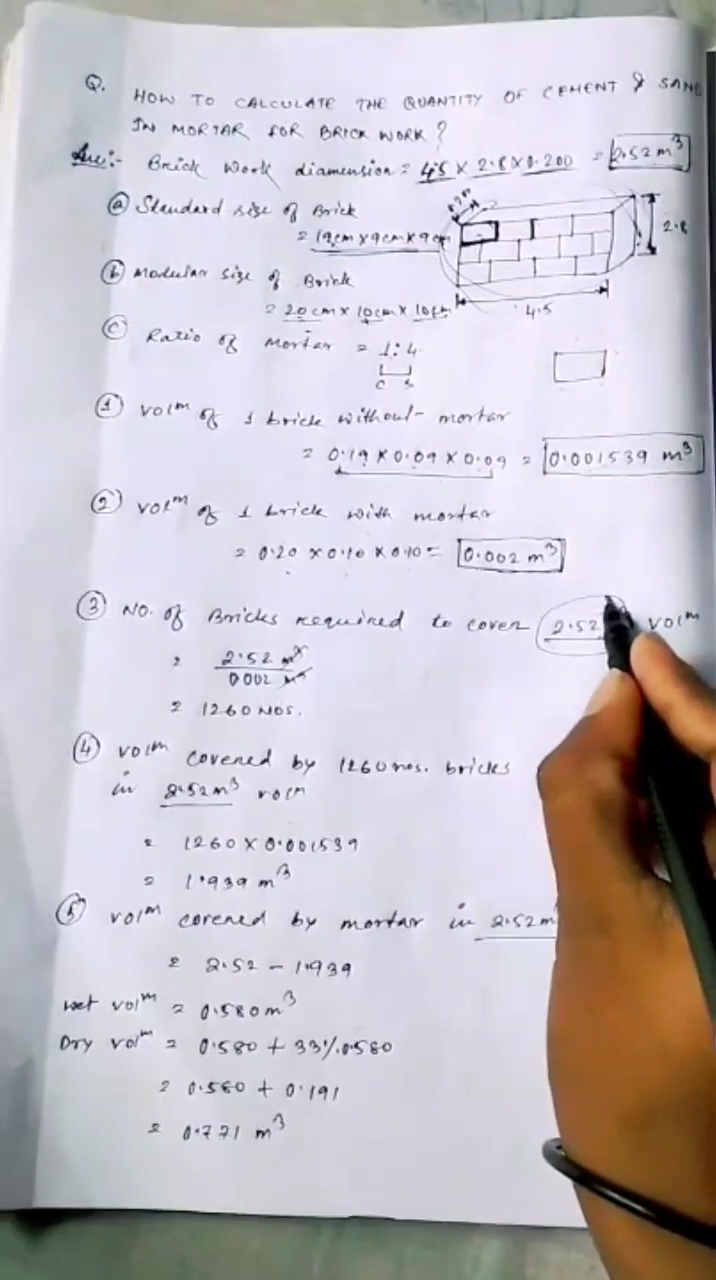 Q. HOW TO CALCULATE THE QUANTITY OF CEMENT & SAND
IN MORTAR FOR BRICK WORK?
Ans:- Brick work diamension = 4.5 x 2.8 x 0.200 = 2.52 m³
(a) Standard size of Brick
= 19cm x 9cm x 9cm
2.8
(b) Modular size of Brick
= 20cm x 10cm x 10cm
4.5
(C) Ratio of mortar = 1:4
C S
(1) volm of 1 brick without mortar
= 0.19 x 0.09 x 0.09 = 0.001539 m³
(2) volm of 1 brick with mortar
= 0.20 x 0.10 x 0.10 = 0.002 m³
(3) NO. of Bricks required to cover 2.52 volm
= 2.52 m³
0.002 m³
= 1260 NOS.
(4) volm covered by 1260 nos. bricks
in 2.52m³ volm
= 1260 x 0.001539
= 1.939 m³
(5) volm covered by mortar in 2.52m
= 2.52 - 1.939
wet volm = 0.580m³
Dry volm = 0.580 + 33%.0.580
= 0.580 + 0.191
= 0.771 m³